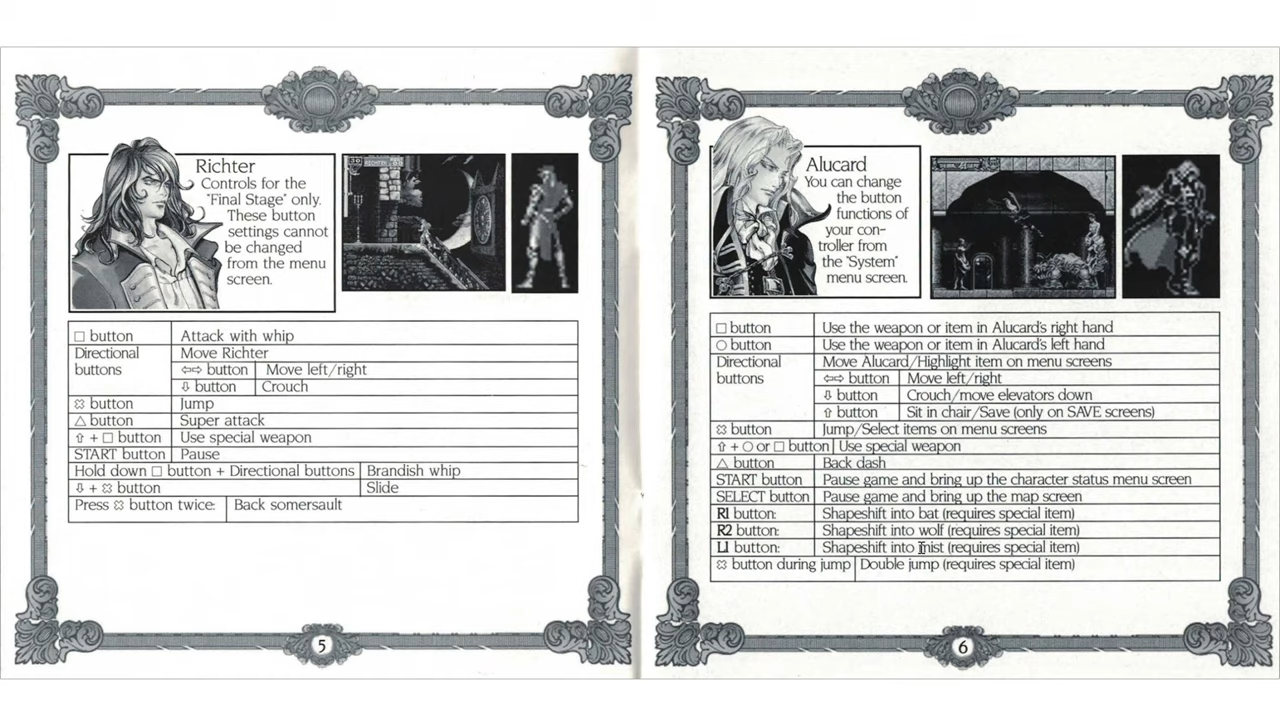 Richter
Controls for the
"Final Stage" only.
These button
settings cannot
be changed
from the menu
screen.
□ button Attack with whip
Directional buttons Move Richter
⇦⇨ button Move left/right
⇩ button Crouch
⊗ button Jump
△ button Super attack
⇧ + □ button Use special weapon
START button Pause
Hold down □ button + Directional buttons Brandish whip
⇩ + ⊗ button Slide
Press ⊗ button twice: Back somersault
5
Alucard
You can change
the button
functions of
your con-
troller from
the "System"
menu screen.
□ button Use the weapon or item in Alucard's right hand
○ button Use the weapon or item in Alucard's left hand
Directional buttons Move Alucard/Highlight item on menu screens
⇦⇨ button Move left/right
⇩ button Crouch/move elevators down
⇧ button Sit in chair/Save (only on SAVE screens)
⊗ button Jump/Select items on menu screens
⇧ + ○ or □ button Use special weapon
△ button Back dash
START button Pause game and bring up the character status menu screen
SELECT button Pause game and bring up the map screen
R1 button: Shapeshift into bat (requires special item)
R2 button: Shapeshift into wolf (requires special item)
L1 button: Shapeshift into mist (requires special item)
⊗ button during jump Double jump (requires special item)
6